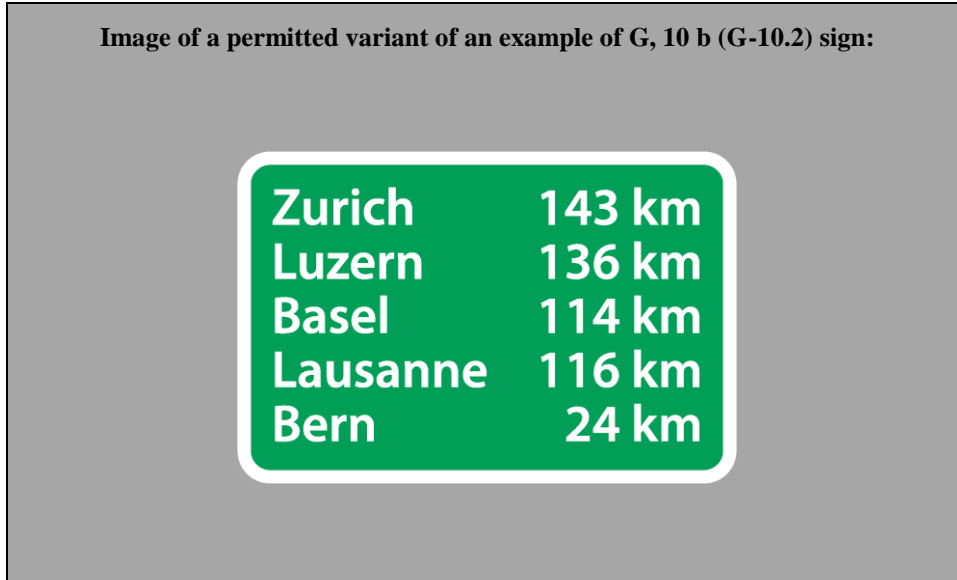 Image of a permitted variant of an example of G, 10 b (G-10.2) sign:
Zurich 143 km
Luzern 136 km
Basel 114 km
Lausanne 116 km
Bern 24 km